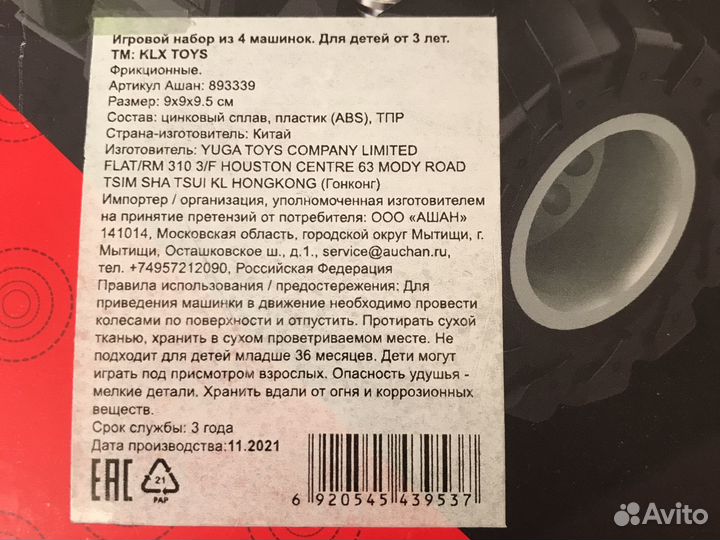 Игровой набор из 4 машинок. Для детей от 3 лет.
ТМ: KLX TOYS
Фрикционные.
Артикул Ашан: 893339
Размер: 9х9х9.5 см
Состав: цинковый сплав, пластик (ABS), ТПР
Страна-изготовитель: Китай
Изготовитель: YUGA TOYS COMPANY LIMITED
FLAT/RM 310 3/F HOUSTON CENTRE 63 MODY ROAD
TSIM SHA TSUI KL HONGKONG (Гонконг)
Импортер / организация, уполномоченная изготовителем
на принятие претензий от потребителя: ООО «АШАН»
141014, Московская область, городской округ Мытищи, г.
Мытищи, Осташковское ш., д.1., service@auchan.ru,
тел. +74957212090, Российская Федерация
Правила использования / предостережения: Для
приведения машинки в движение необходимо провести
колесами по поверхности и отпустить. Протирать сухой
тканью, хранить в сухом проветриваемом месте. Не
подходит для детей младше 36 месяцев. Дети могут
играть под присмотром взрослых. Опасность удушья -
мелкие детали. Хранить вдали от огня и коррозионных
веществ.
Срок службы: 3 года
Дата производства:11.2021
EAC 21 PAP
6 920545 439537
Avito